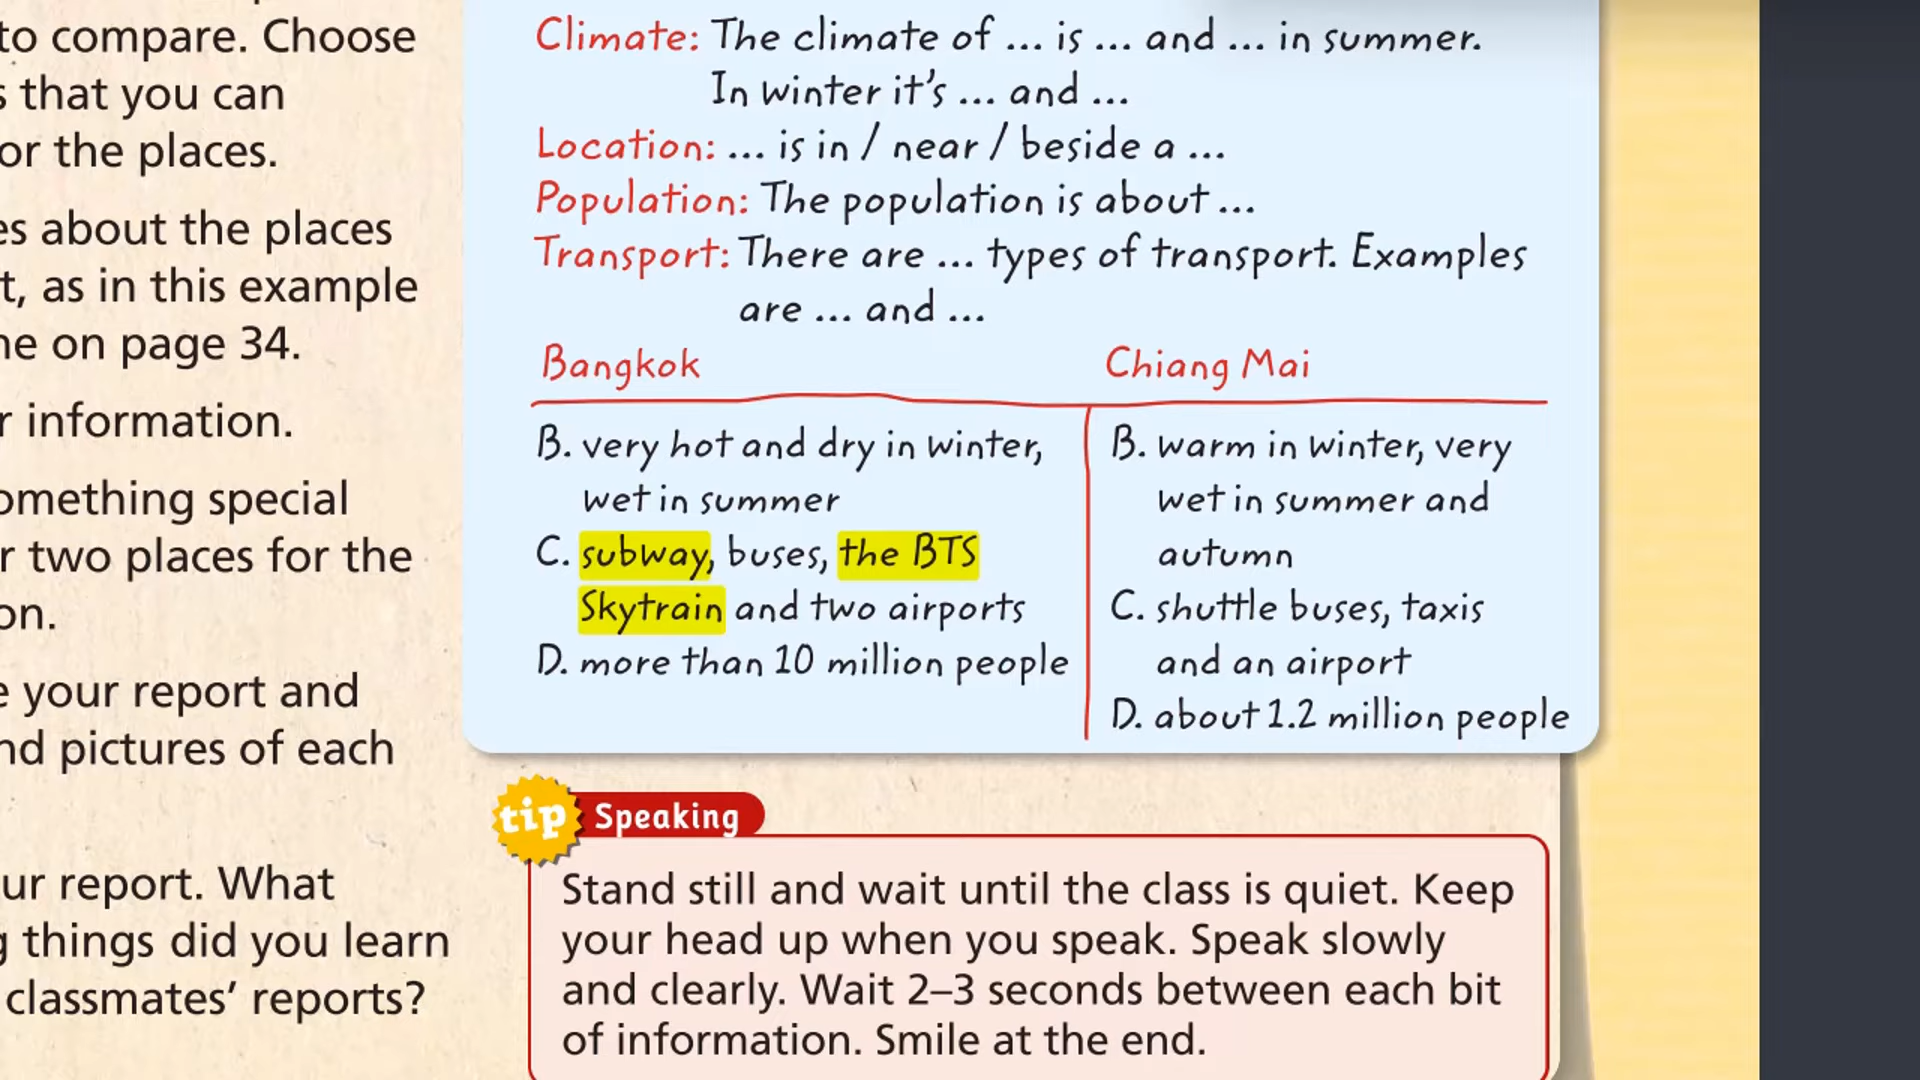 to compare. Choose
that you can
or the places.
about the places
as in this example
on page 34.
information.
something special
two places for the
your report and
pictures of each
report. What
things did you learn
classmates’ reports?
Climate: The climate of ... is ... and ... in summer.
In winter it’s ... and ...
Location: ... is in / near / beside a ...
Population: The population is about ...
Transport: There are ... types of transport. Examples
are ... and ...
Bangkok
B. very hot and dry in winter,
wet in summer
C. subway, buses, the BTS
Skytrain and two airports
D. more than 10 million people
Chiang Mai
B. warm in winter, very
wet in summer and
autumn
C. shuttle buses, taxis
and an airport
D. about 1.2 million people
tip Speaking
Stand still and wait until the class is quiet. Keep
your head up when you speak. Speak slowly
and clearly. Wait 2–3 seconds between each bit
of information. Smile at the end.